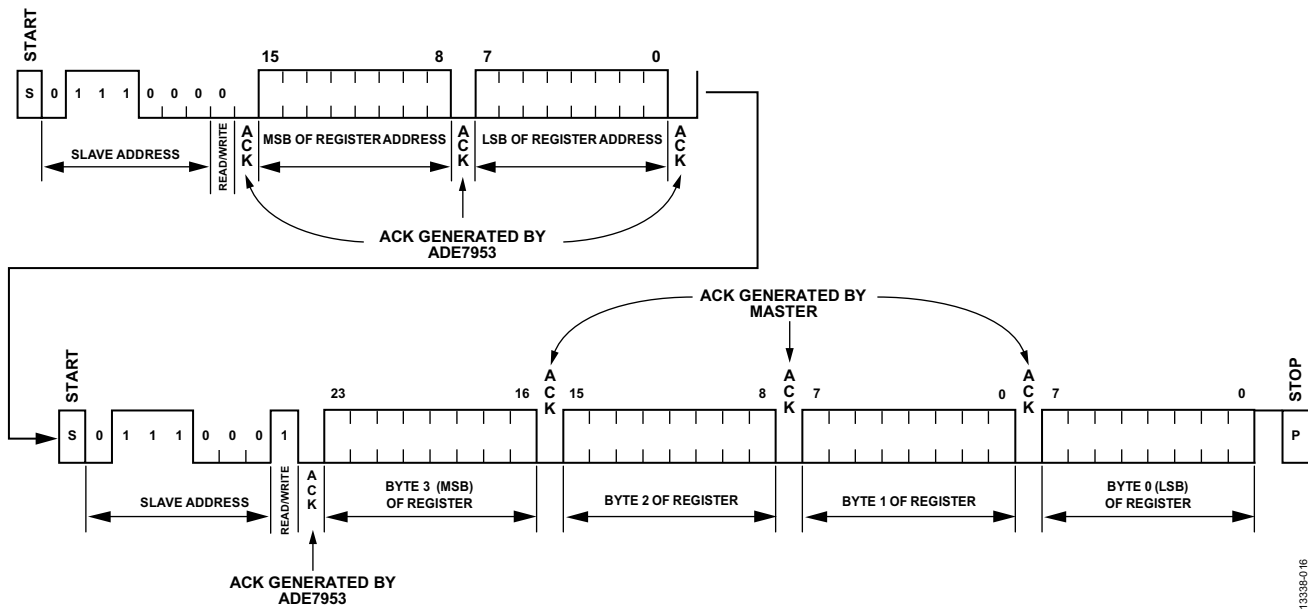 START
15 8 7 0
S 0 1 1 1 0 0 0 0
SLAVE ADDRESS
READ/WRITE
ACK
MSB OF REGISTER ADDRESS
ACK
LSB OF REGISTER ADDRESS
ACK
ACK GENERATED BY
ADE7953
ACK GENERATED BY
MASTER
START
23 16
ACK
15 8
ACK
7 0
ACK
7 0
STOP
S 0 1 1 1 0 0 0 1
P
SLAVE ADDRESS
READ/WRITE
ACK
BYTE 3 (MSB)
OF REGISTER
BYTE 2 OF REGISTER
BYTE 1 OF REGISTER
BYTE 0 (LSB)
OF REGISTER
ACK GENERATED BY
ADE7953
13338-016